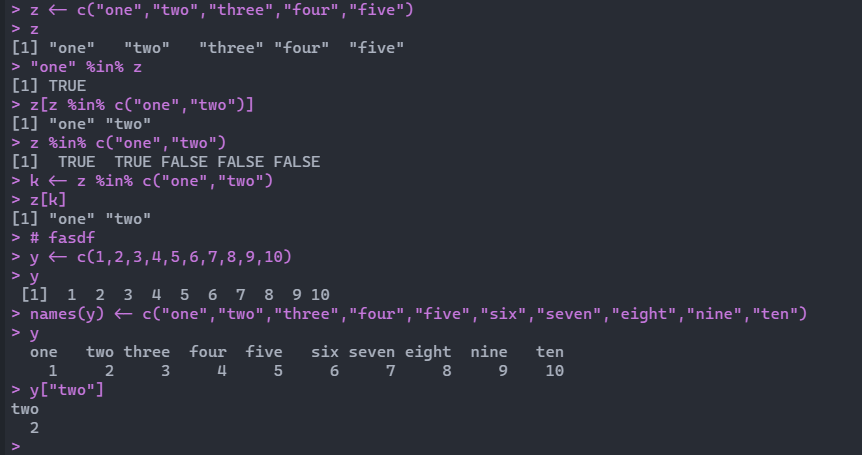 > z <- c("one","two","three","four","five")
> z
[1] "one"   "two"   "three" "four"  "five"
> "one" %in% z
[1] TRUE
> z[z %in% c("one","two")]
[1] "one" "two"
> z %in% c("one","two")
[1]  TRUE  TRUE FALSE FALSE FALSE
> k <- z %in% c("one","two")
> z[k]
[1] "one" "two"
> # fasdf
> y <- c(1,2,3,4,5,6,7,8,9,10)
> y
 [1]  1  2  3  4  5  6  7  8  9 10
> names(y) <- c("one","two","three","four","five","six","seven","eight","nine","ten")
> y
  one   two three  four  five   six seven eight  nine   ten
    1     2     3     4     5     6     7     8     9    10
> y["two"]
two
  2
>